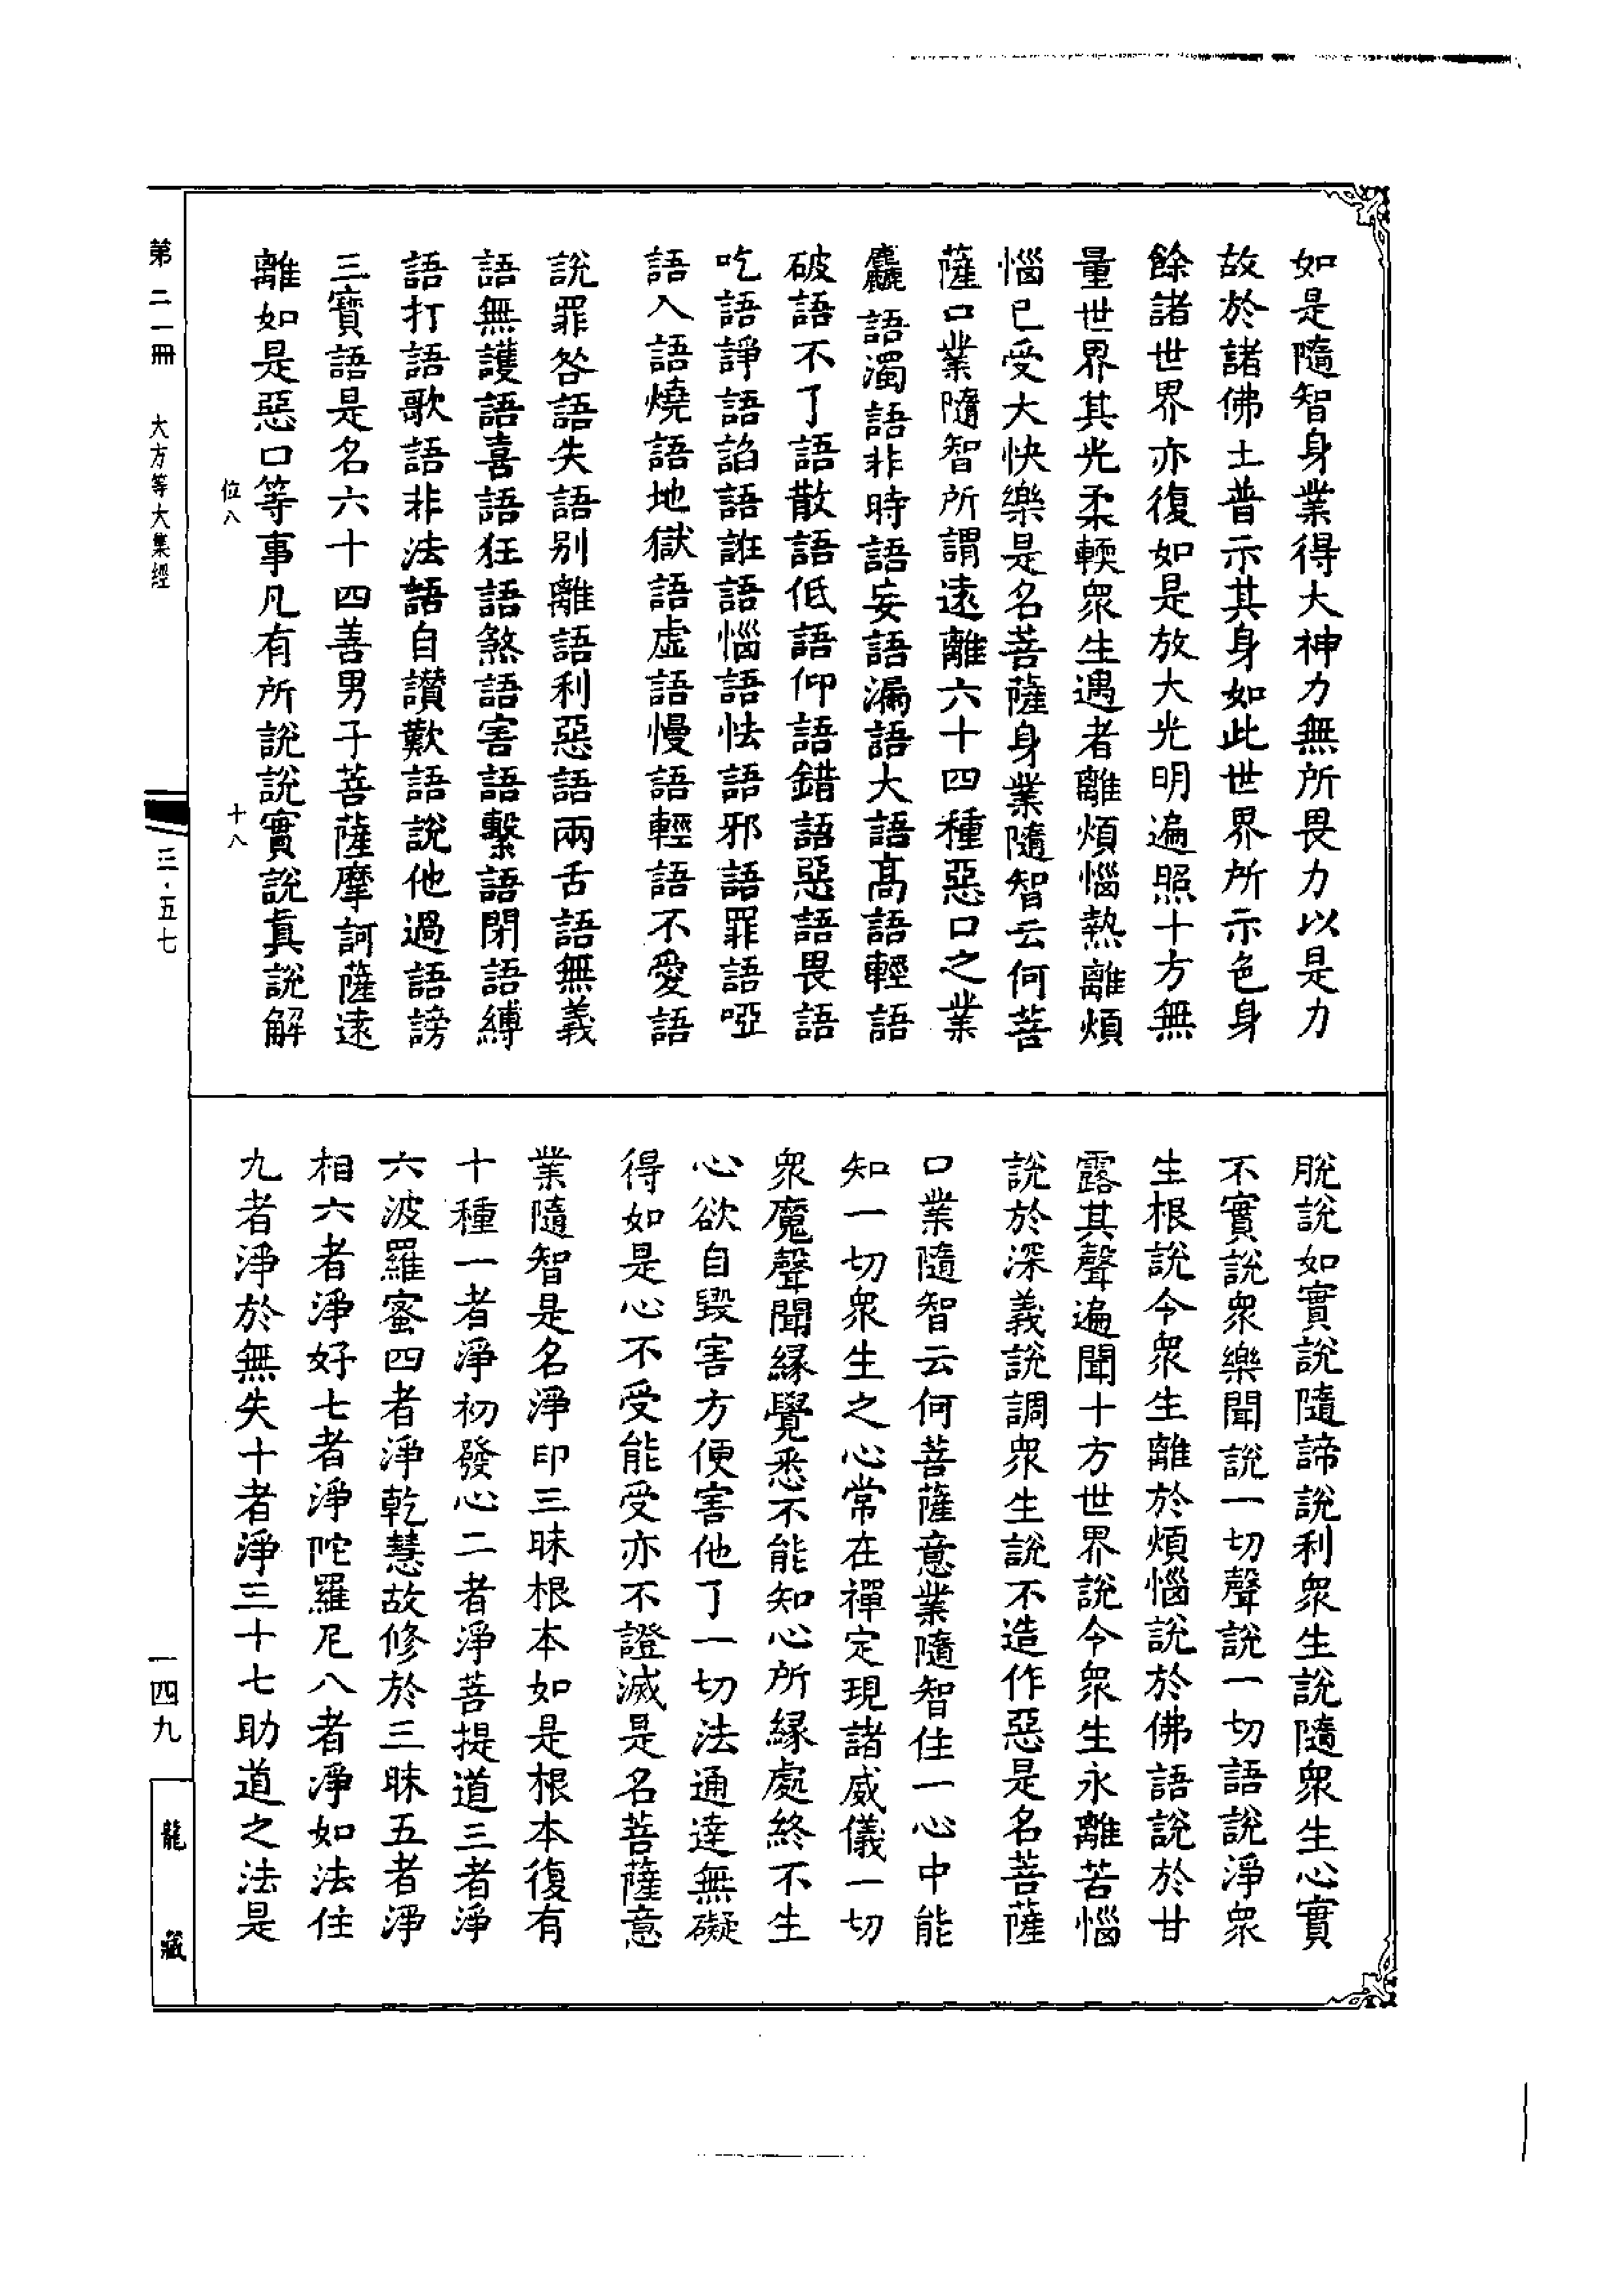 如是隨智身業得大神力無所畏力以是力
故於諸佛土普示其身如此世界所示色身
餘諸世界亦復如是放大光明遍照十方無
量世界其光柔輭衆生遇者離煩惱熱離煩
惱已受大快樂是名菩薩身業隨智云何菩
薩口業隨智所謂遠離六十四種惡口之業
麤語濁語非時語妄語漏語大語高語輕語
破語不了語散語低語仰語錯語惡語畏語
吃語諍語諂語誑語惱語怯語邪語罪語啞
語入語燒語地獄語虛語慢語輕語不愛語
說罪咎語失語別離語利惡語兩舌語無義
語無護語喜語狂語煞語害語繫語閉語縛
語打語歌語非法語自讚歎語說他過語謗
三寶語是名六十四善男子菩薩摩訶薩遠
離如是惡口等事凡有所說說實說真說解
位八
十八
脫說如實說隨諦說利衆生說隨衆生心實
不實說衆樂聞說一切聲說一切語說淨衆
生根說令衆生離於煩惱說於佛語說於甘
露其聲遍聞十方世界說令衆生永離苦惱
說於深義說調衆生說不造作惡是名菩薩
口業隨智云何菩薩意業隨智住一心中能
知一切衆生之心常在禪定現諸威儀一切
衆魔聲聞緣覺悉不能知心所緣處終不生
心欲自毀害方便害他了一切法通達無礙
得如是心不受能受亦不證滅是名菩薩意
業隨智是名淨印三昧根本如是根本復有
十種一者淨初發心二者淨菩提道三者淨
六波羅蜜四者淨乾慧故修於三昧五者淨
相六者淨好七者淨陀羅尼八者淨如法住
九者淨於無失十者淨三十七助道之法是
第二一冊
大方等大集經
三·五七
一四九
龍藏